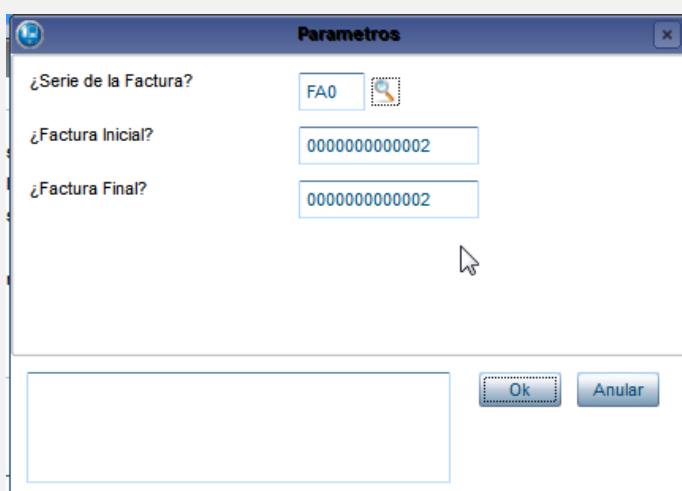 Parametros
¿Serie de la Factura? FA0
¿Factura Inicial? 0000000000002
¿Factura Final? 0000000000002
Ok Anular